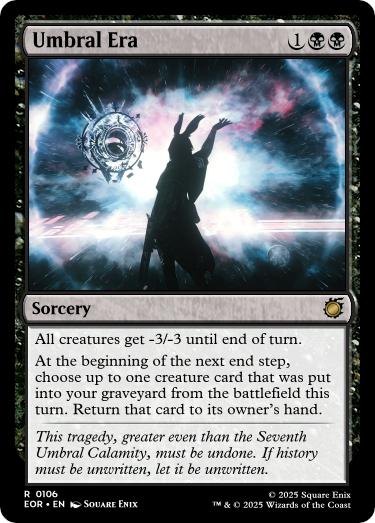 Umbral Era 1
Sorcery
All creatures get -3/-3 until end of turn.
At the beginning of the next end step,
choose up to one creature card that was put
into your graveyard from the battlefield this
turn. Return that card to its owner's hand.
This tragedy, greater even than the Seventh
Umbral Calamity, must be undone. If history
must be unwritten, let it be unwritten.
R 0106
© 2025 Square Enix
EOR • EN Square Enix
™ & © 2025 Wizards of the Coast